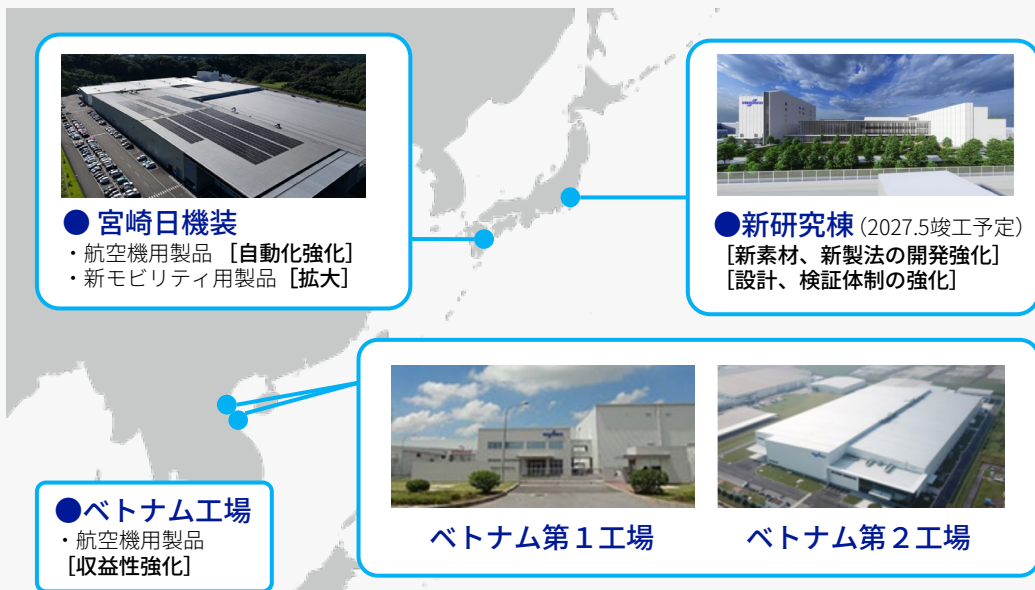 ● 宮崎日機装
・航空機用製品 [自動化強化]
・新モビリティ用製品 [拡大]
●新研究棟 (2027.5竣工予定)
[新素材、新製法の開発強化]
[設計、検証体制の強化]
●ベトナム工場
・航空機用製品
[収益性強化]
ベトナム第１工場
ベトナム第２工場